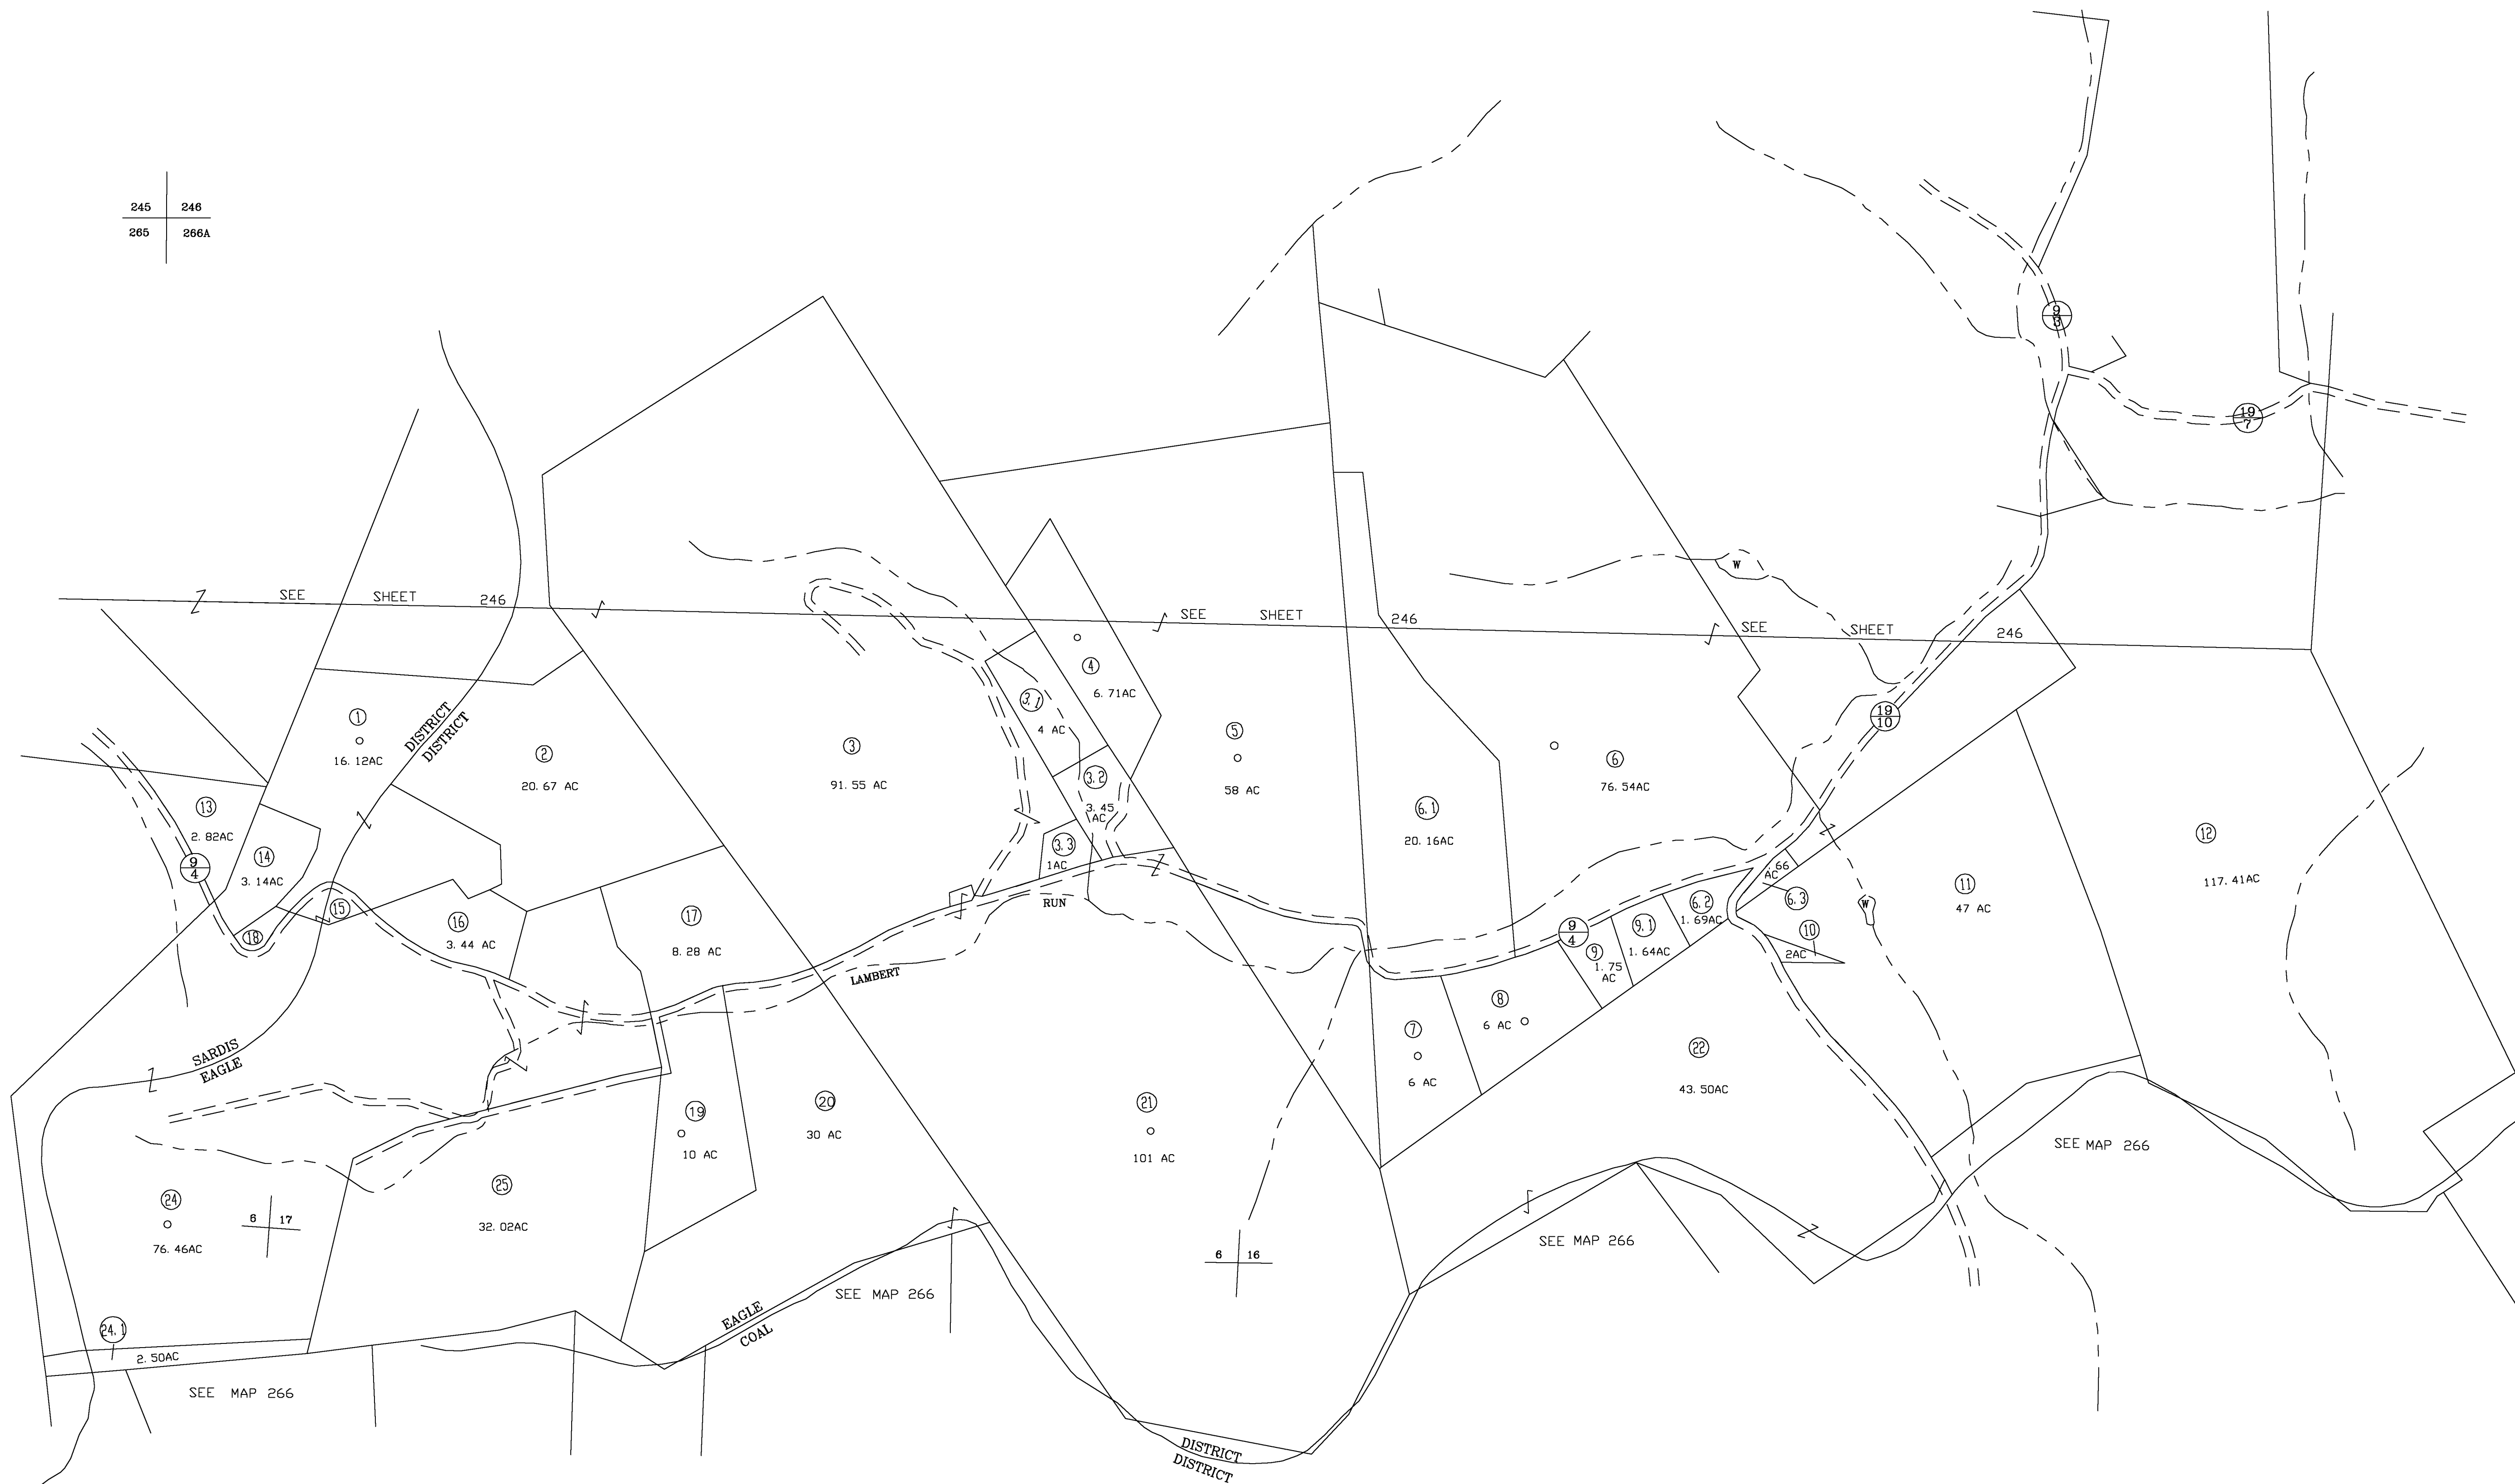 245 246
265 266A
9
3
19
7
W
SEE SHEET 246
SEE SHEET 246
SEE SHEET 246
4
6.71AC
3.1
4 AC
1
16.12AC
DISTRICT
DISTRICT
2
20.67 AC
3
91.55 AC
5
58 AC
6
76.54AC
19
10
3.2
3.45
AC
3.3
1AC
6.1
20.16AC
13
2.82AC
14
3.14AC
9
4
15
18
16
3.44 AC
17
8.28 AC
RUN
LAMBERT
9
4
9
1.75
AC
9.1
1.64AC
6.2
1.69AC
.66
AC
6.3
10
2AC
W
11
47 AC
12
117.41AC
SARDIS
EAGLE
7
6 AC
8
6 AC
22
43.50AC
19
10 AC
20
30 AC
21
101 AC
SEE MAP 266
24
76.46AC
6 17
25
32.02AC
6 16
SEE MAP 266
SEE MAP 266
EAGLE
COAL
24.1
2.50AC
SEE MAP 266
DISTRICT
DISTRICT